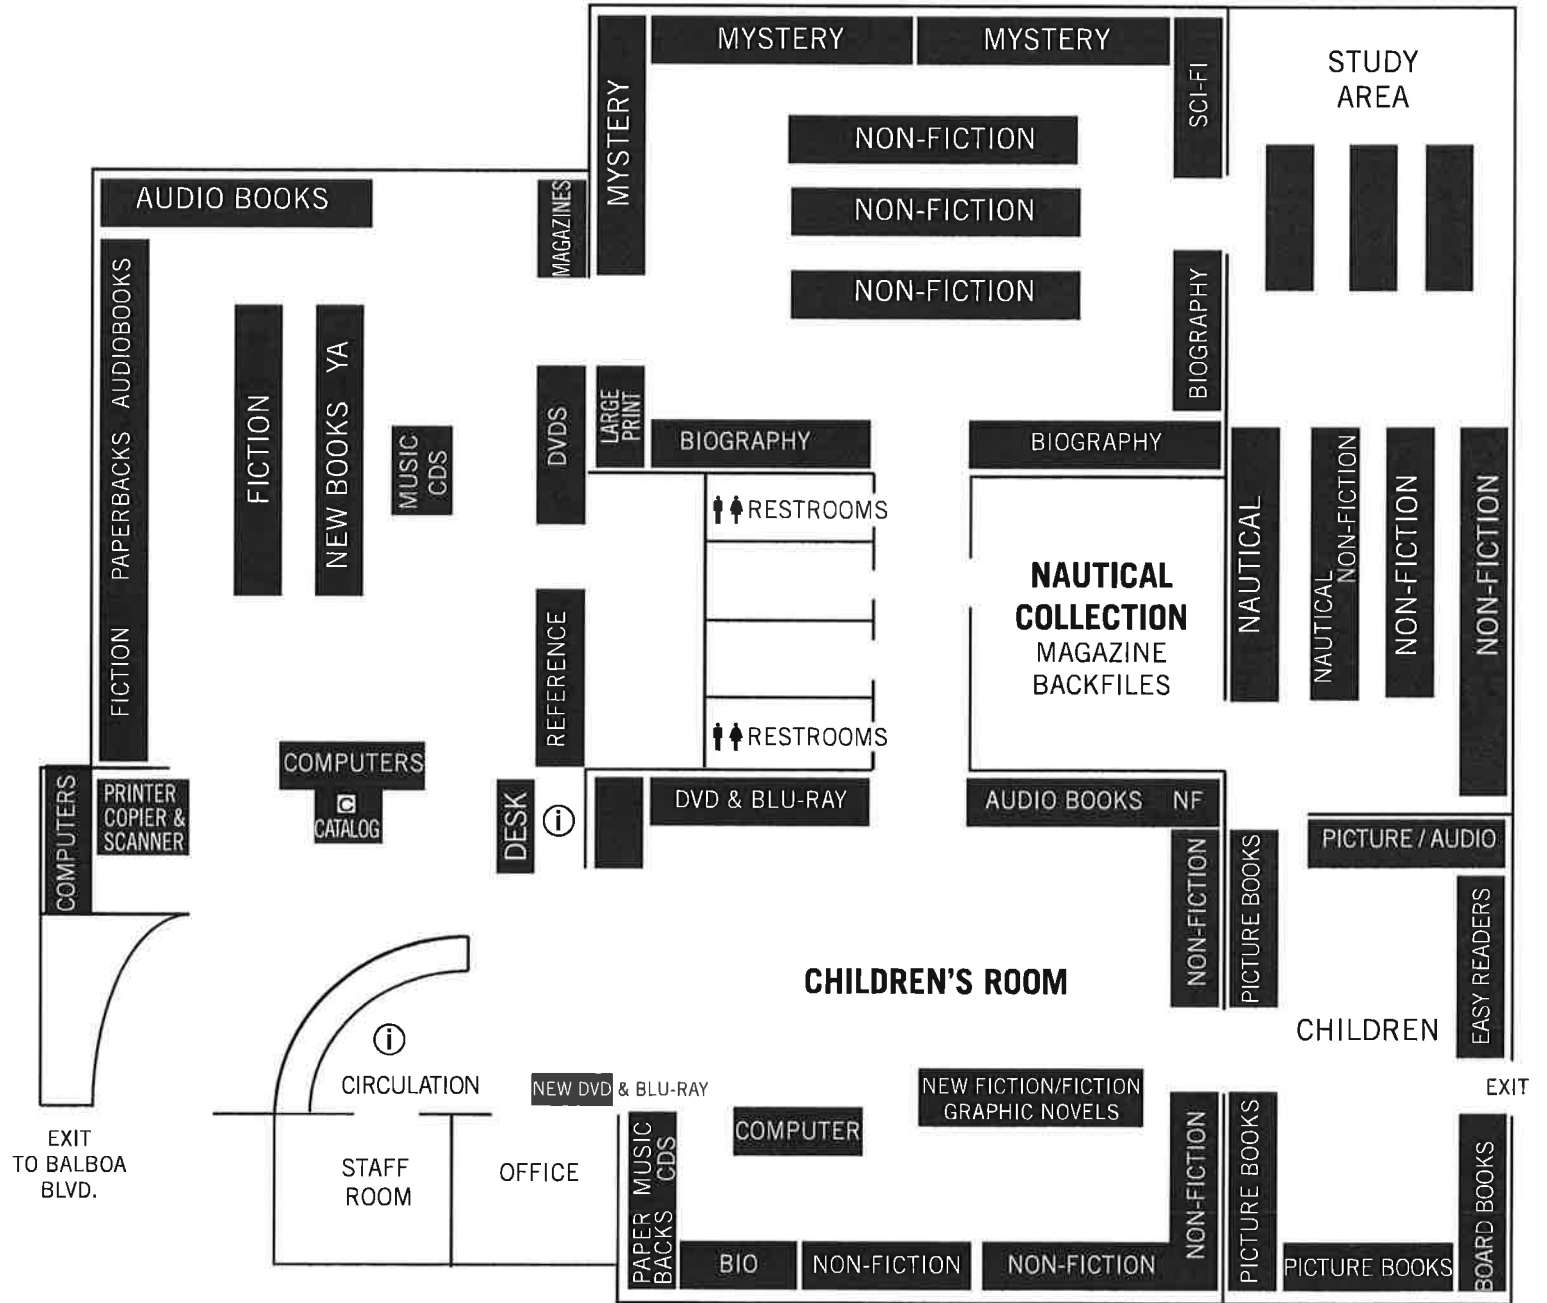 MYSTERY
MYSTERY
MYSTERY
SCI-FI
STUDY
AREA
NON-FICTION
NON-FICTION
NON-FICTION
BIOGRAPHY
AUDIO BOOKS
MAGAZINES
FICTION PAPERBACKS AUDIOBOOKS
FICTION
NEW BOOKS YA
MUSIC
CDS
DVDS
LARGE
PRINT
BIOGRAPHY
BIOGRAPHY
RESTROOMS
NAUTICAL
COLLECTION
MAGAZINE
BACKFILES
NAUTICAL
NAUTICAL
NON-FICTION
NON-FICTION
NON-FICTION
REFERENCE
RESTROOMS
COMPUTERS
C
CATALOG
COMPUTERS
PRINTER
COPIER &
SCANNER
DESK
i
DVD & BLU-RAY
AUDIO BOOKS NF
PICTURE / AUDIO
NON-FICTION
PICTURE BOOKS
EASY READERS
CHILDREN'S ROOM
CHILDREN
i
CIRCULATION
NEW DVD & BLU-RAY
NEW FICTION/FICTION
GRAPHIC NOVELS
EXIT
COMPUTER
EXIT
TO BALBOA
BLVD.
STAFF
ROOM
OFFICE
PAPER MUSIC
BACKS CDS
BIO
NON-FICTION
NON-FICTION
NON-FICTION
PICTURE BOOKS
PICTURE BOOKS
BOARD BOOKS